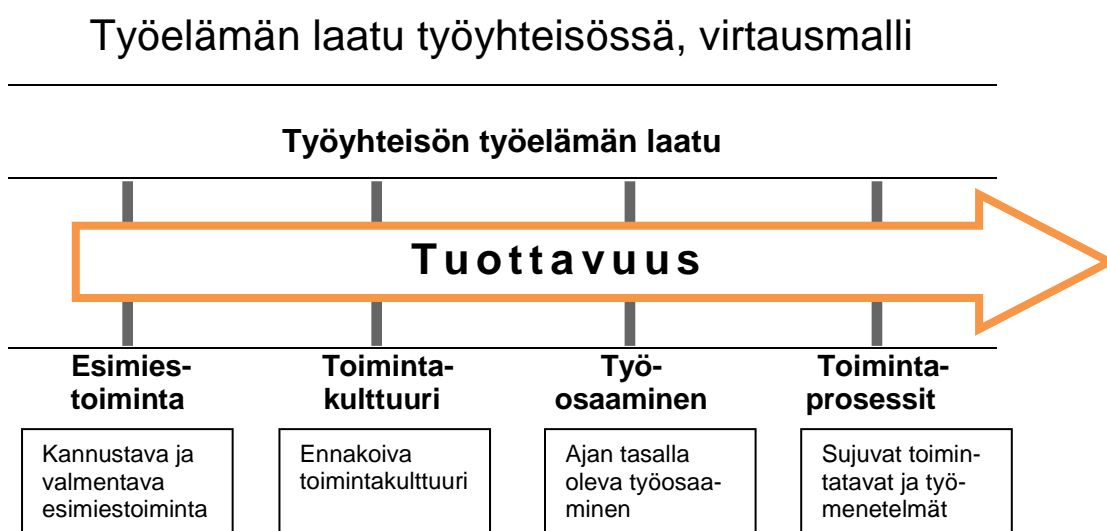 Työelämän laatu työyhteisössä, virtausmalli
Työyhteisön työelämän laatu
Tuottavuus
Esimies-
toiminta
Toiminta-
kulttuuri
Työ-
osaaminen
Toiminta-
prosessit
Kannustava ja
valmentava
esimiestoiminta
Ennakoiva
toimintakulttuuri
Ajan tasalla
oleva työosaa-
minen
Sujuvat toimin-
tatavat ja työ-
menetelmät